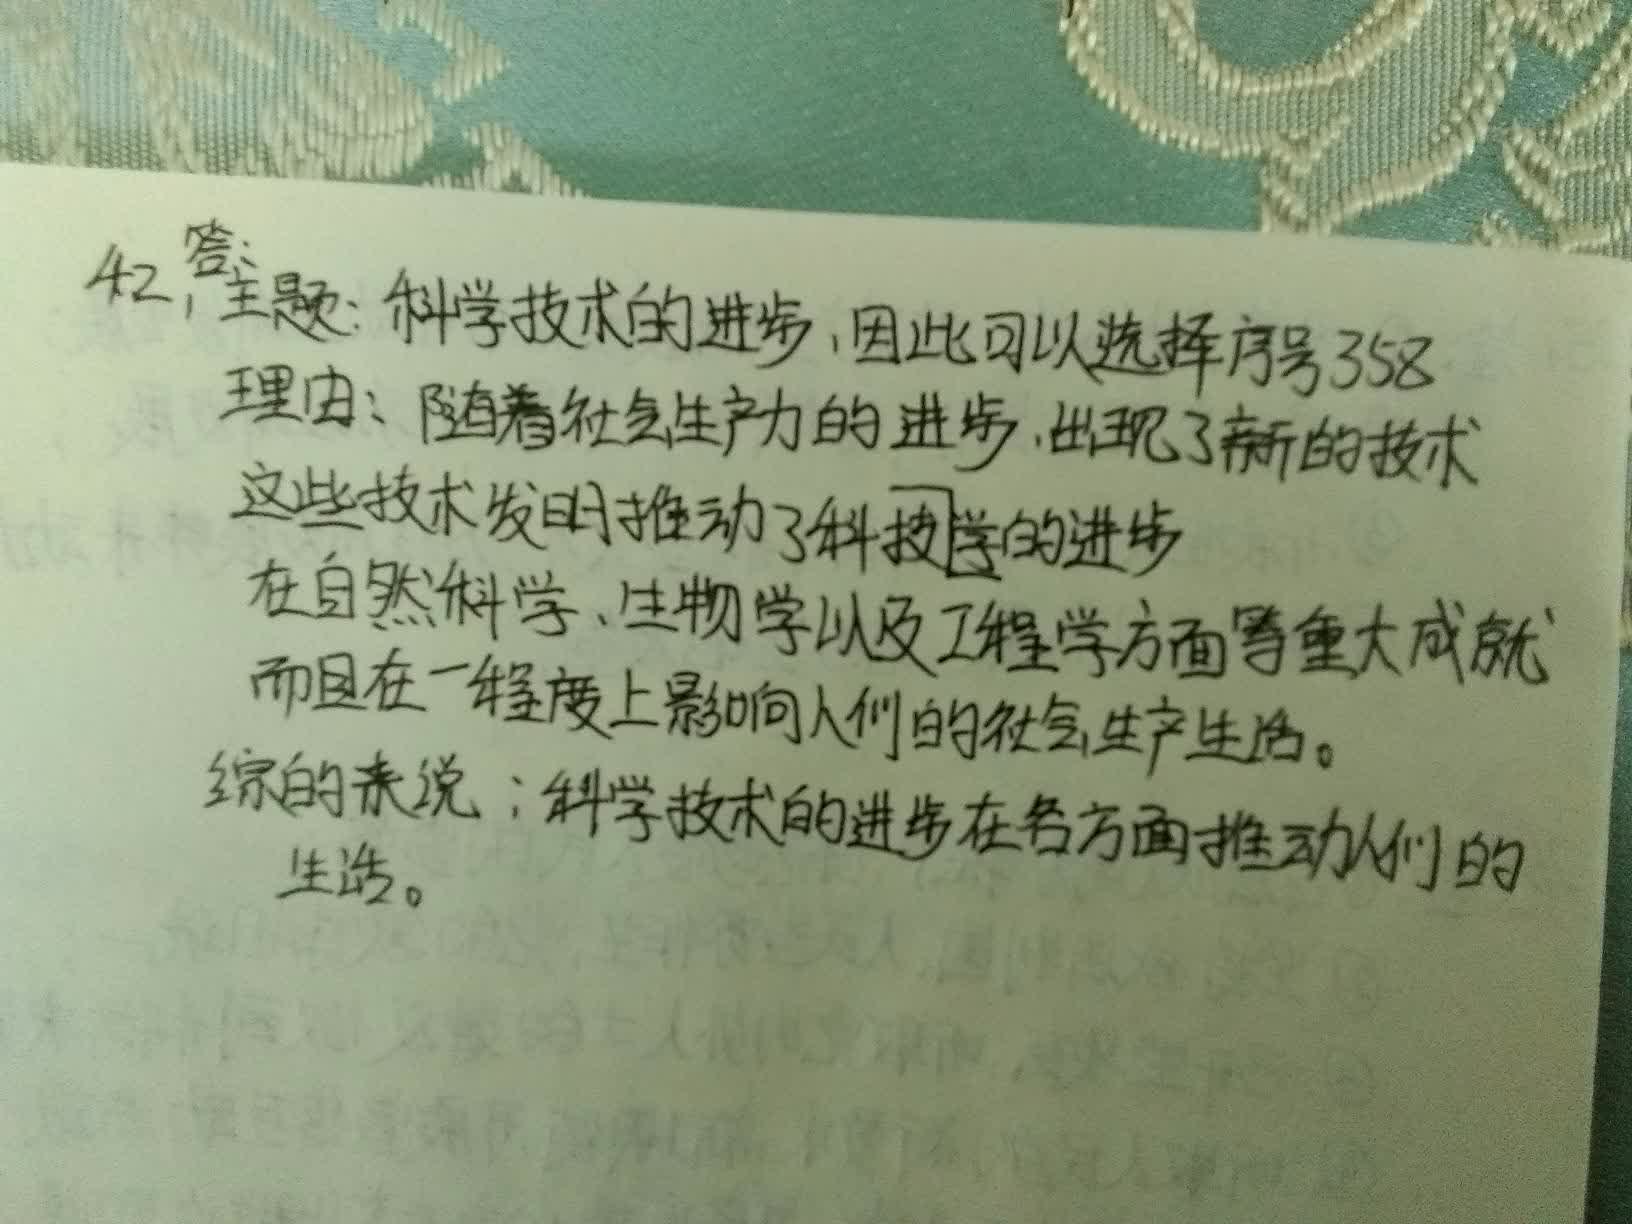 42，答：主题：科学技术的进步，因此可以选择序号358
理由：随着社会生产力的进步，出现了新的技术
这些技术发明推动了科技学的进步
在自然科学、生物学以及工程学方面等重大成就
而且在一程度上影响人们的社会生产生活。
综的来说：科学技术的进步在各方面推动人们的
生活。